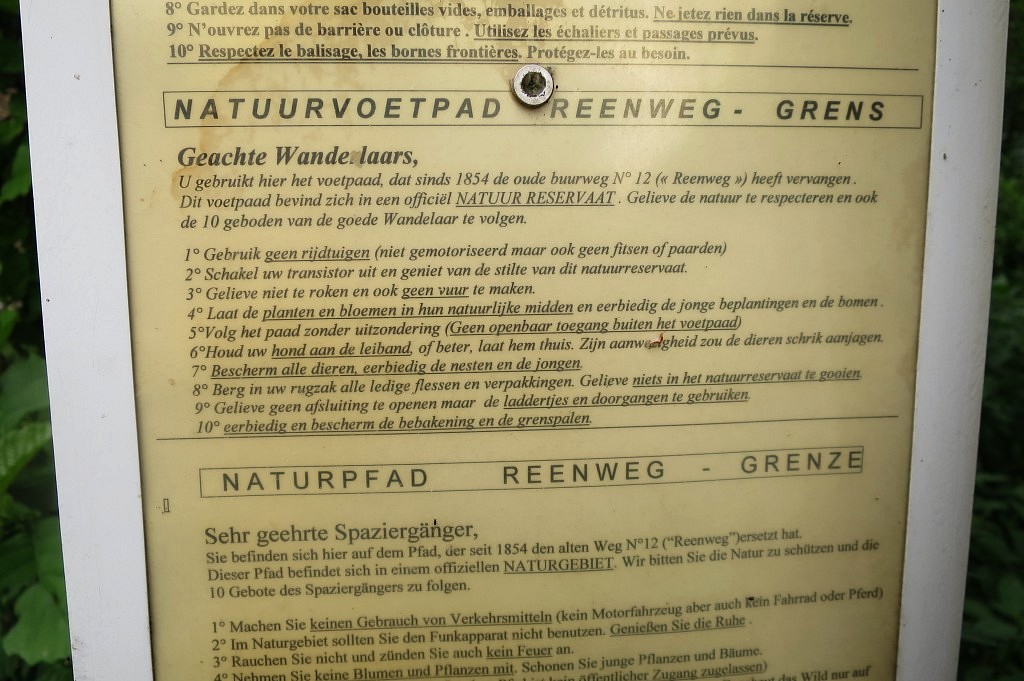 8° Gardez dans votre sac bouteilles vides, emballages et détritus. Ne jetez rien dans la réserve.
9° N'ouvrez pas de barrière ou clôture . Utilisez les échaliers et passages prévus.
10° Respectez le balisage, les bornes frontières. Protégez-les au besoin.
NATUURVOETPAD REENWEG - GRENS
Geachte Wandelaars,
U gebruikt hier het voetpaad, dat sinds 1854 de oude buurweg N° 12 (« Reenweg ») heeft vervangen .
Dit voetpaad bevind zich in een officiël NATUUR RESERVAAT . Gelieve de natuur te respecteren en ook
de 10 geboden van de goede Wandelaar te volgen.
1° Gebruik geen rijdtuigen (niet gemotoriseerd maar ook geen fitsen of paarden)
2° Schakel uw transistor uit en geniet van de stilte van dit natuurreservaat.
3° Gelieve niet te roken en ook geen vuur te maken.
4° Laat de planten en bloemen in hun natuurlijke midden en eerbiedig de jonge beplantingen en de bomen .
5°Volg het paad zonder uitzondering (Geen openbaar toegang buiten het voetpaad)
6°Houd uw hond aan de leiband, of beter, laat hem thuis. Zijn aanwezigheid zou de dieren schrik aanjagen.
7° Bescherm alle dieren, eerbiedig de nesten en de jongen.
8° Berg in uw rugzak alle ledige flessen en verpakkingen. Gelieve niets in het natuurreservaat te gooien.
9° Gelieve geen afsluiting te openen maar de laddertjes en doorgangen te gebruiken.
10° eerbiedig en bescherm de bebakening en de grenspalen.
NATURPFAD REENWEG - GRENZE
Sehr geehrte Spaziergänger,
Sie befinden sich hier auf dem Pfad, der seit 1854 den alten Weg N°12 ("Reenweg")ersetzt hat.
Dieser Pfad befindet sich in einem offiziellen NATURGEBIET. Wir bitten Sie die Natur zu schützen und die
10 Gebote des Spaziergängers zu folgen.
1° Machen Sie keinen Gebrauch von Verkehrsmitteln (kein Motorfahrzeug aber auch kein Fahrrad oder Pferd)
2° Im Naturgebiet sollten Sie den Funkapparat nicht benutzen. Genießen Sie die Ruhe .
3° Rauchen Sie nicht und zünden Sie auch kein Feuer an.
4° Nehmen Sie keine Blumen und Pflanzen mit. Schonen Sie junge Pflanzen und Bäume.
kein öffentlicher Zugang zugelassen)
das Wild nur auf